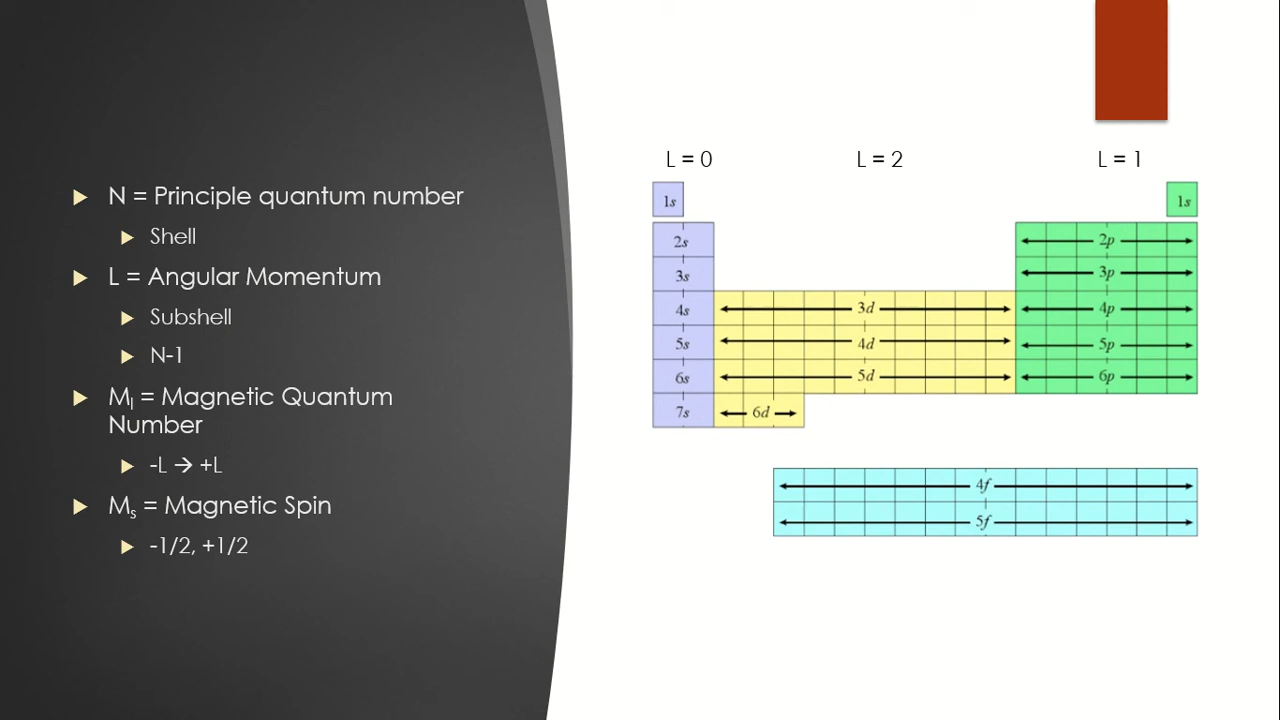 N = Principle quantum number
Shell
L = Angular Momentum
Subshell
N-1
Mₗ = Magnetic Quantum
Number
-L → +L
Mₛ = Magnetic Spin
-1/2, +1/2
L = 0 L = 2 L = 1
1s 1s
2s 2p
3s 3p
4s 3d 4p
5s 4d 5p
6s 5d 6p
7s 6d
4f
5f